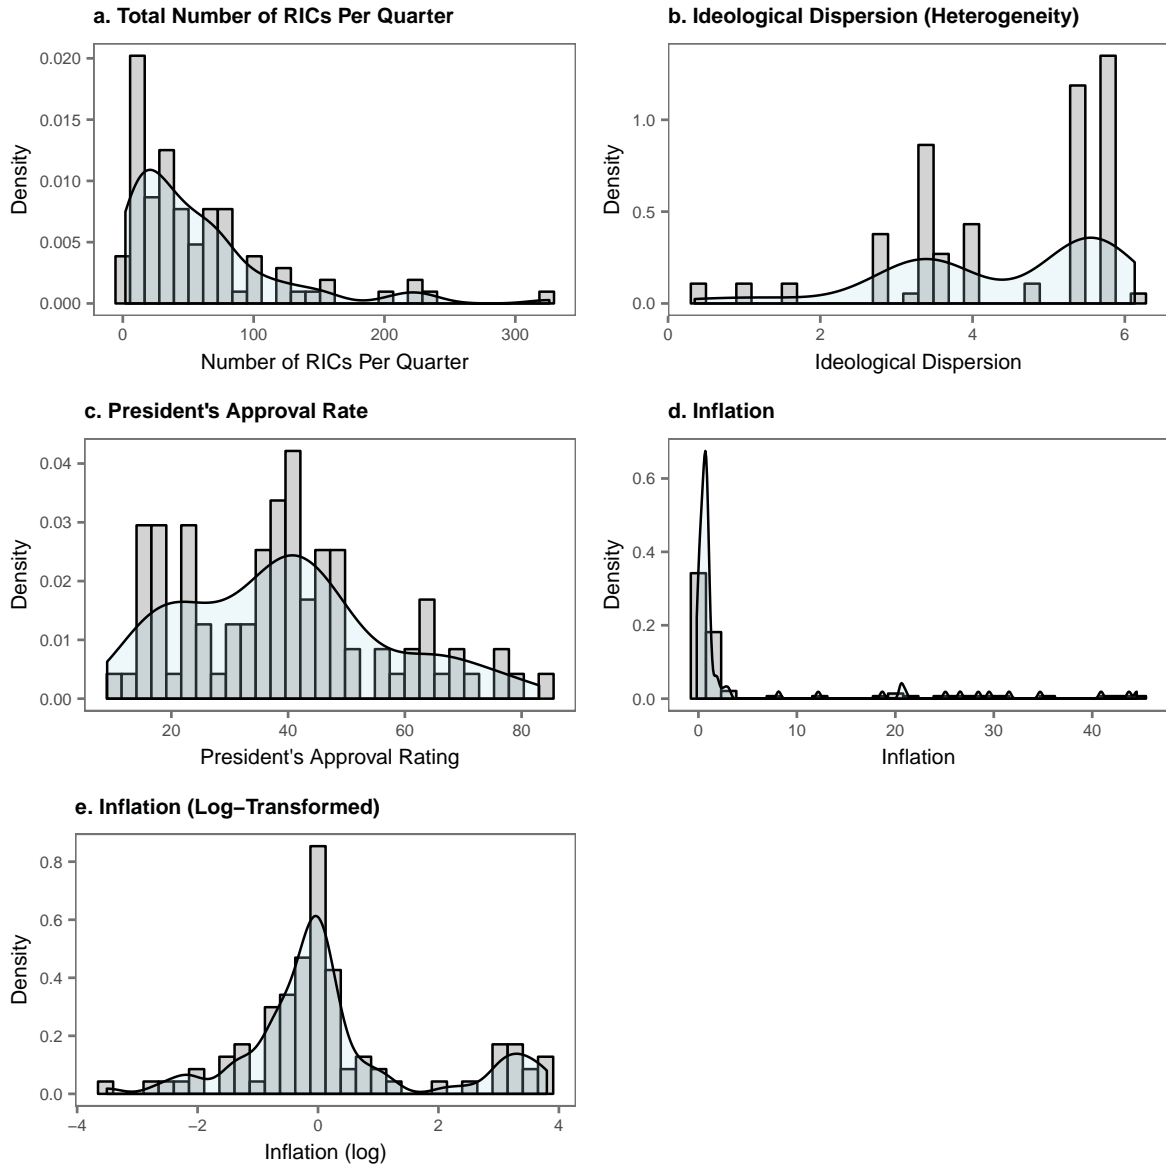 a. Total Number of RICs Per Quarter
0.020
0.015
0.010
0.005
0.000
Density
0 100 200 300
Number of RICs Per Quarter
b. Ideological Dispersion (Heterogeneity)
1.0
0.5
0.0
Density
0 2 4 6
Ideological Dispersion
c. President's Approval Rate
0.04
0.03
0.02
0.01
0.00
Density
20 40 60 80
President's Approval Rating
d. Inflation
0.6
0.4
0.2
0.0
Density
0 10 20 30 40
Inflation
e. Inflation (Log−Transformed)
0.8
0.6
0.4
0.2
0.0
Density
−4 −2 0 2 4
Inflation (log)